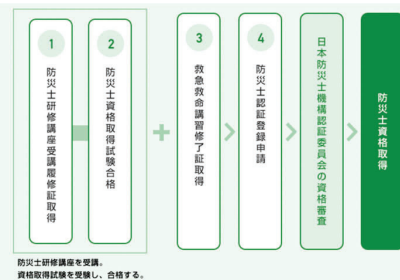 1
防災士研修講座受講履修証取得
2
防災士資格取得試験合格
+
3
救急救命講習修了証取得
4
防災士認証登録申請
日本防災士機構認証委員会の資格審査
防災士資格取得
防災士研修講座を受講。
資格取得試験を受験し、合格する。